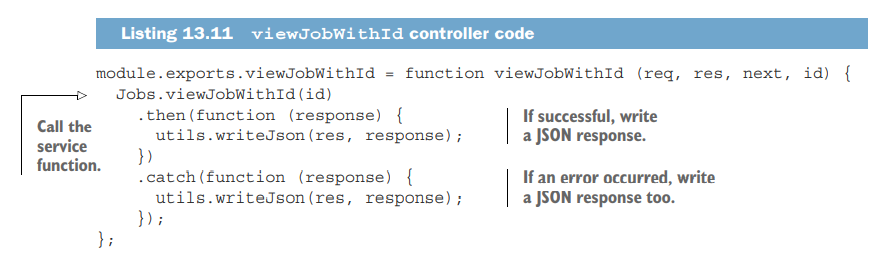 Listing 13.11 viewJobWithId controller code
module.exports.viewJobWithId = function viewJobWithId (req, res, next, id) {
Jobs.viewJobWithId(id)
.then(function (response) {
utils.writeJson(res, response);
})
.catch(function (response) {
utils.writeJson(res, response);
});
};
Call the
service
function.
If successful, write
a JSON response.
If an error occurred, write
a JSON response too.